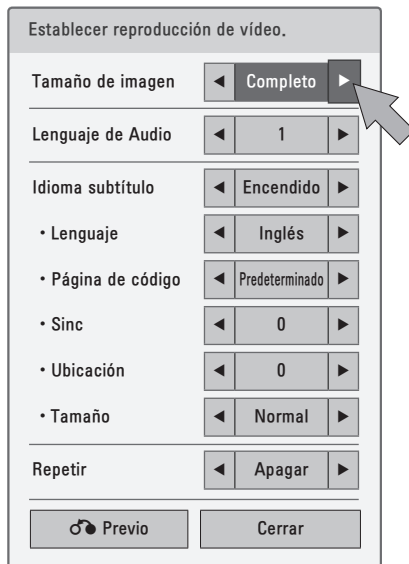 Establecer reproducción de vídeo.
Tamaño de imagen ◀ Completo ▶
Lenguaje de Audio ◀ 1 ▶
Idioma subtítulo ◀ Encendido ▶
• Lenguaje ◀ Inglés ▶
• Página de código ◀ Predeterminado ▶
• Sinc ◀ 0 ▶
• Ubicación ◀ 0 ▶
• Tamaño ◀ Normal ▶
Repetir ◀ Apagar ▶
Previo Cerrar